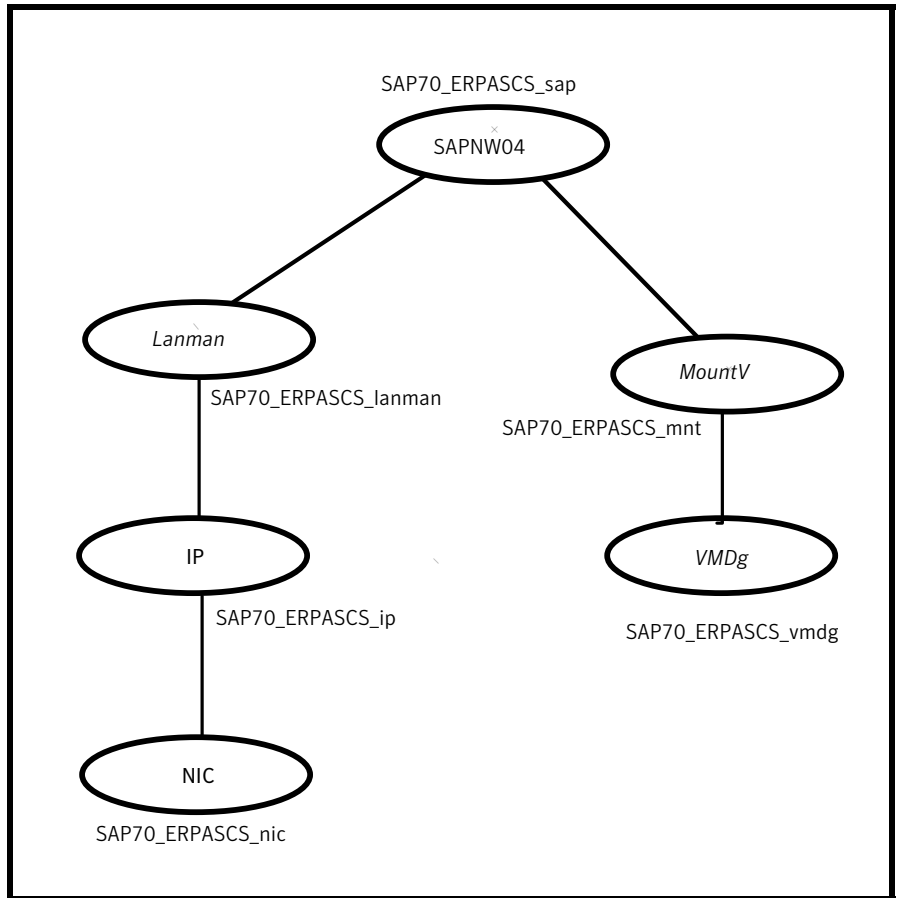 SAP70_ERPASCS_sap
SAPNW04
Lanman
SAP70_ERPASCS_lanman
MountV
SAP70_ERPASCS_mnt
IP
SAP70_ERPASCS_ip
VMDg
SAP70_ERPASCS_vmdg
NIC
SAP70_ERPASCS_nic